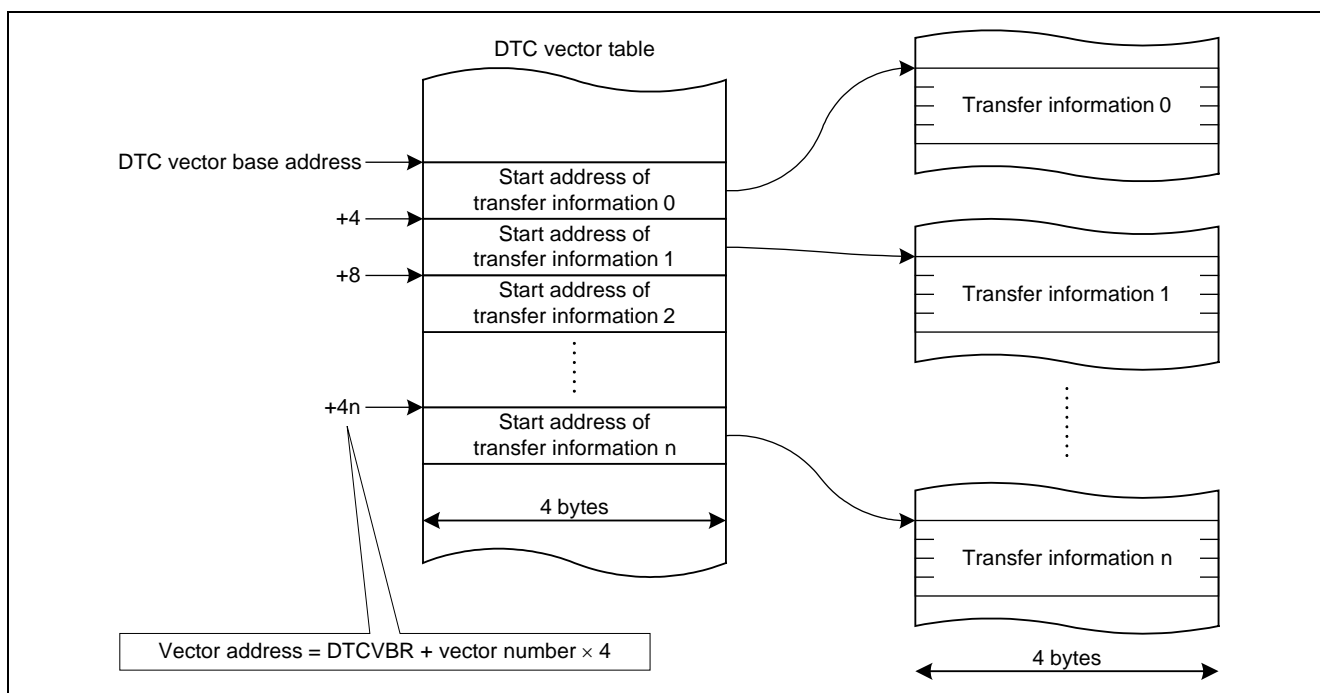 DTC vector table
DTC vector base address
Start address of
transfer information 0
+4
Start address of
transfer information 1
+8
Start address of
transfer information 2
+4n
Start address of
transfer information n
4 bytes
Vector address = DTCVBR + vector number × 4
Transfer information 0
Transfer information 1
Transfer information n
4 bytes